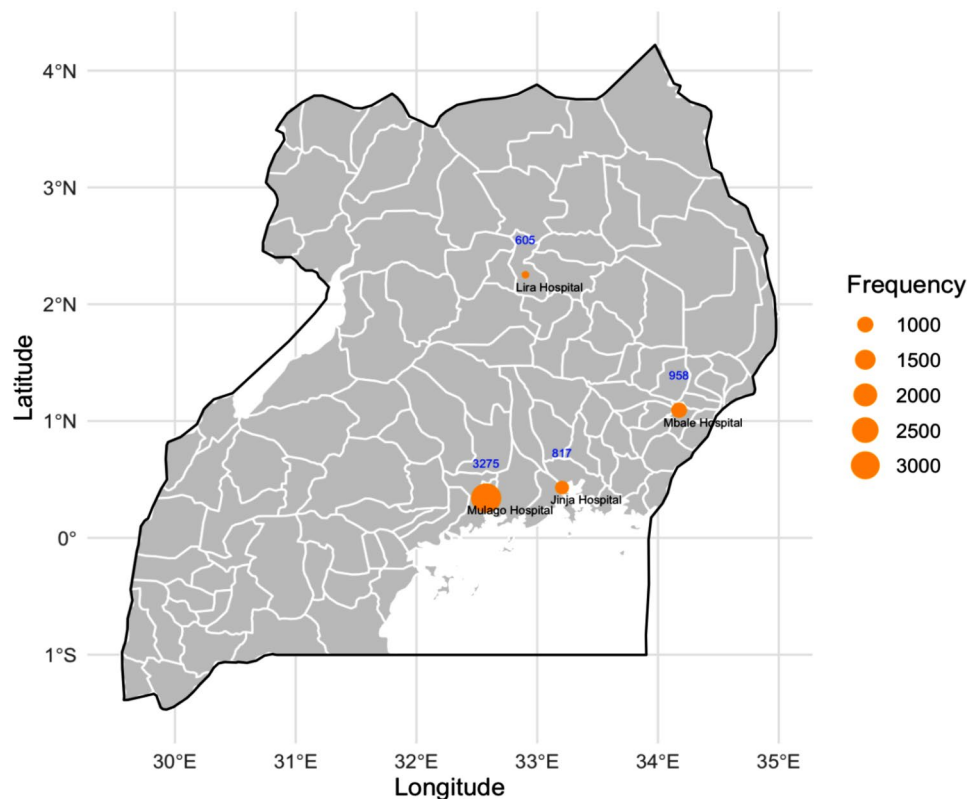 4°N
3°N
2°N
1°N
0°
1°S
605
Lira Hospital
958
Mbale Hospital
817
3275
Jinja Hospital
Mulago Hospital
30°E
31°E
32°E
33°E
34°E
35°E
Longitude
Latitude
Frequency
1000
1500
2000
2500
3000